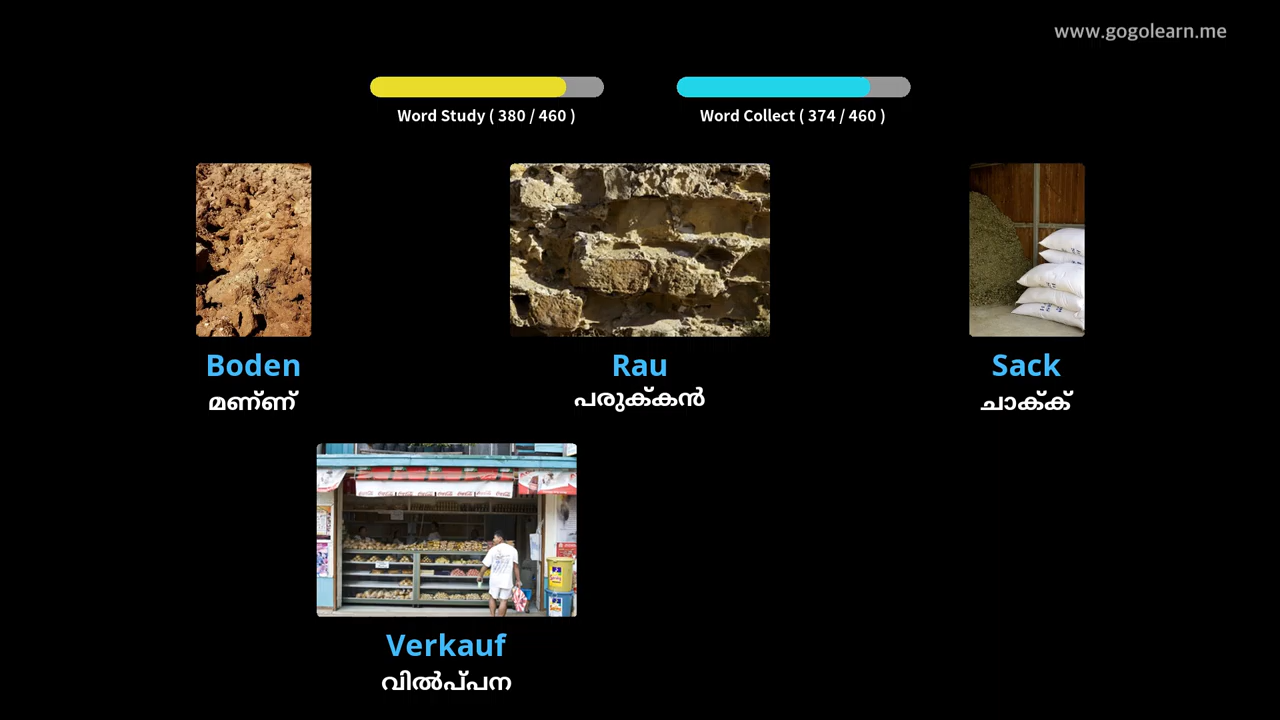 www.gogolearn.me
Word Study ( 380 / 460 )
Word Collect ( 374 / 460 )
Boden
മണ്ണ്
Rau
പരുക്കൻ
Sack
ചാക്ക്
Verkauf
വിൽപ്പന